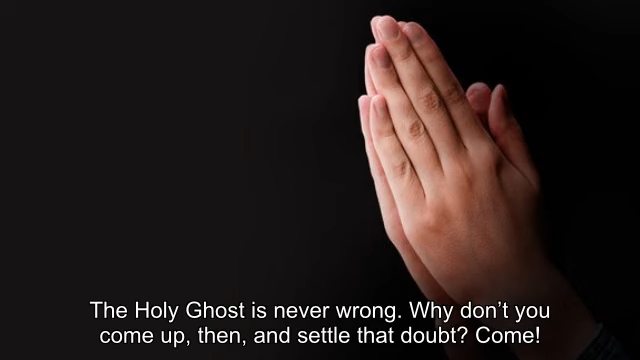 The Holy Ghost is never wrong. Why don’t you
come up, then, and settle that doubt? Come!